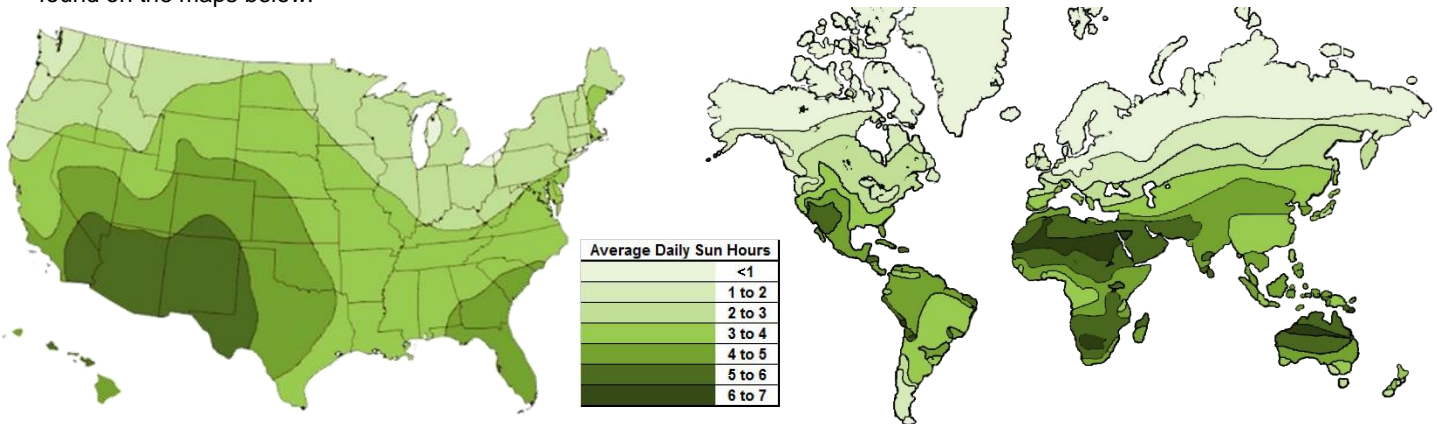 found on the maps below.
Average Daily Sun Hours
<1
1 to 2
2 to 3
3 to 4
4 to 5
5 to 6
6 to 7